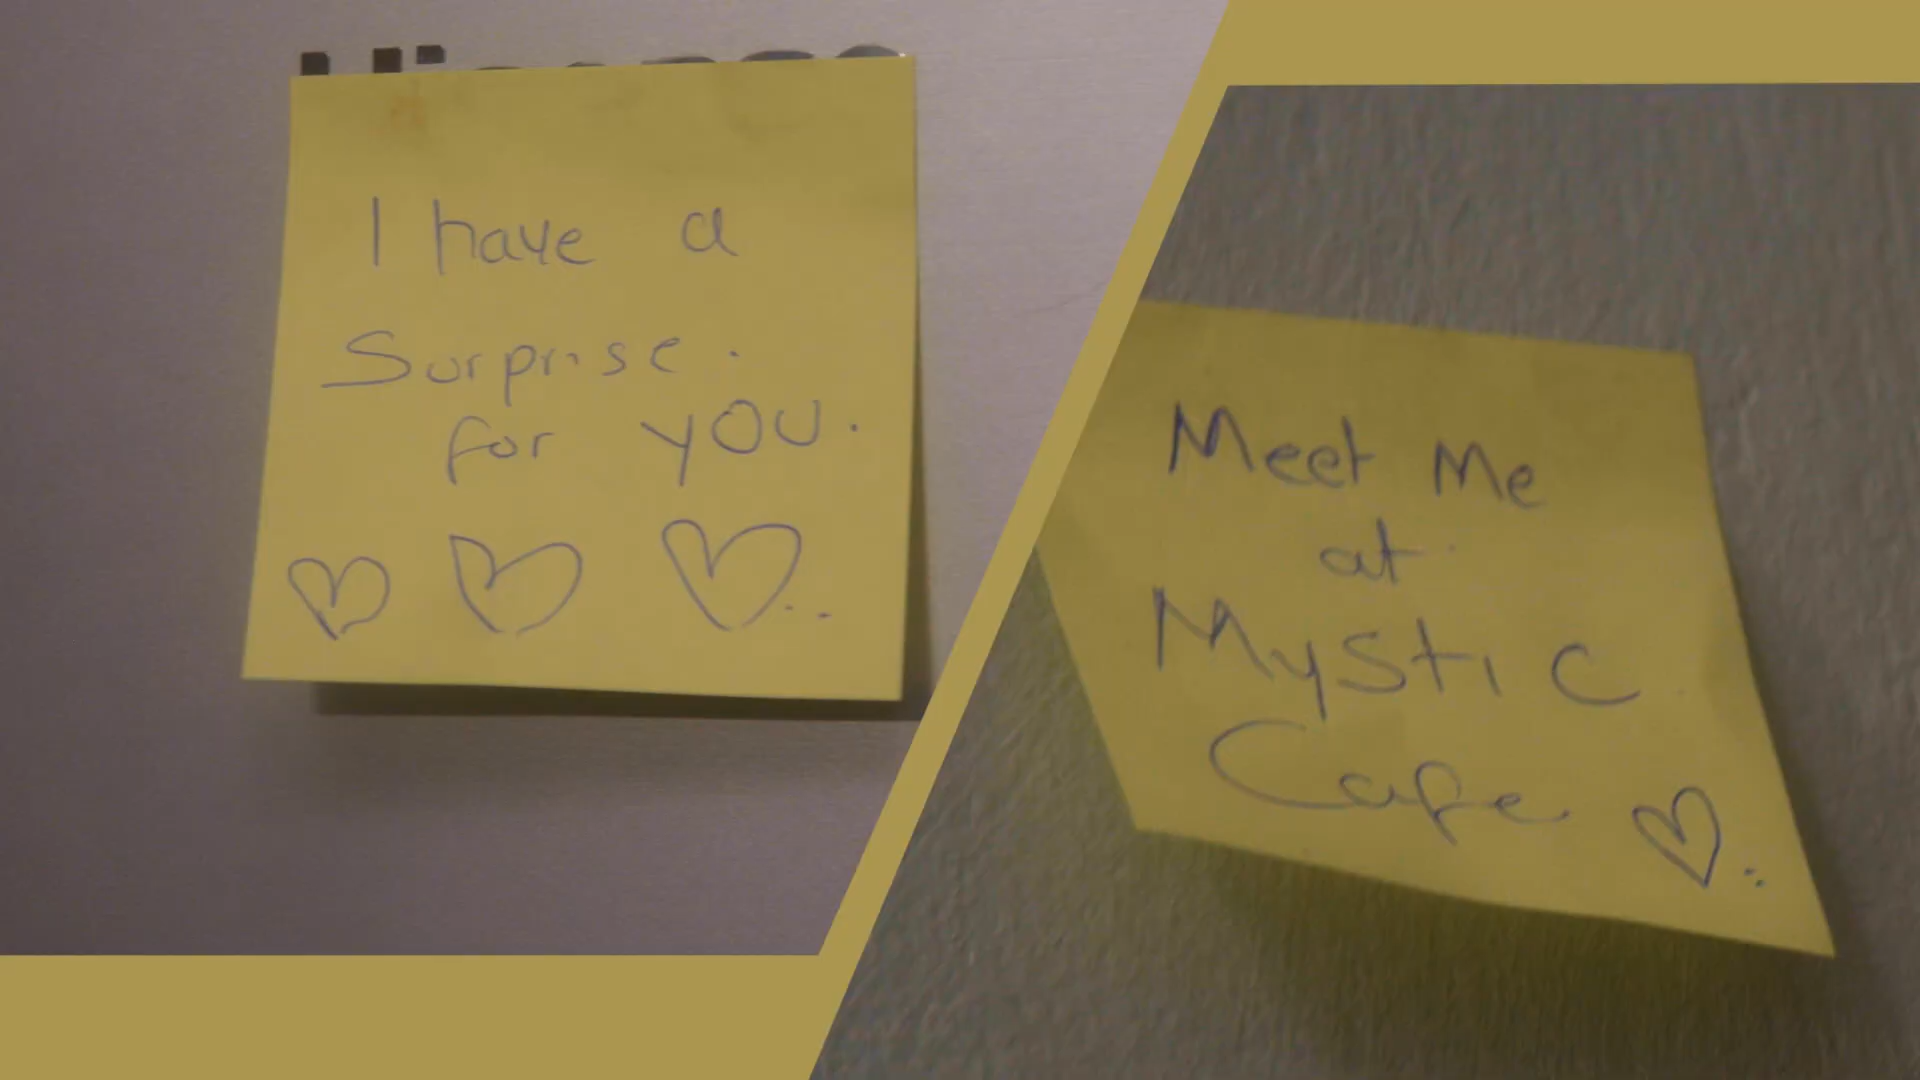 I have a
Surprise.
for you.
Meet Me
at
Mystic
Cafe